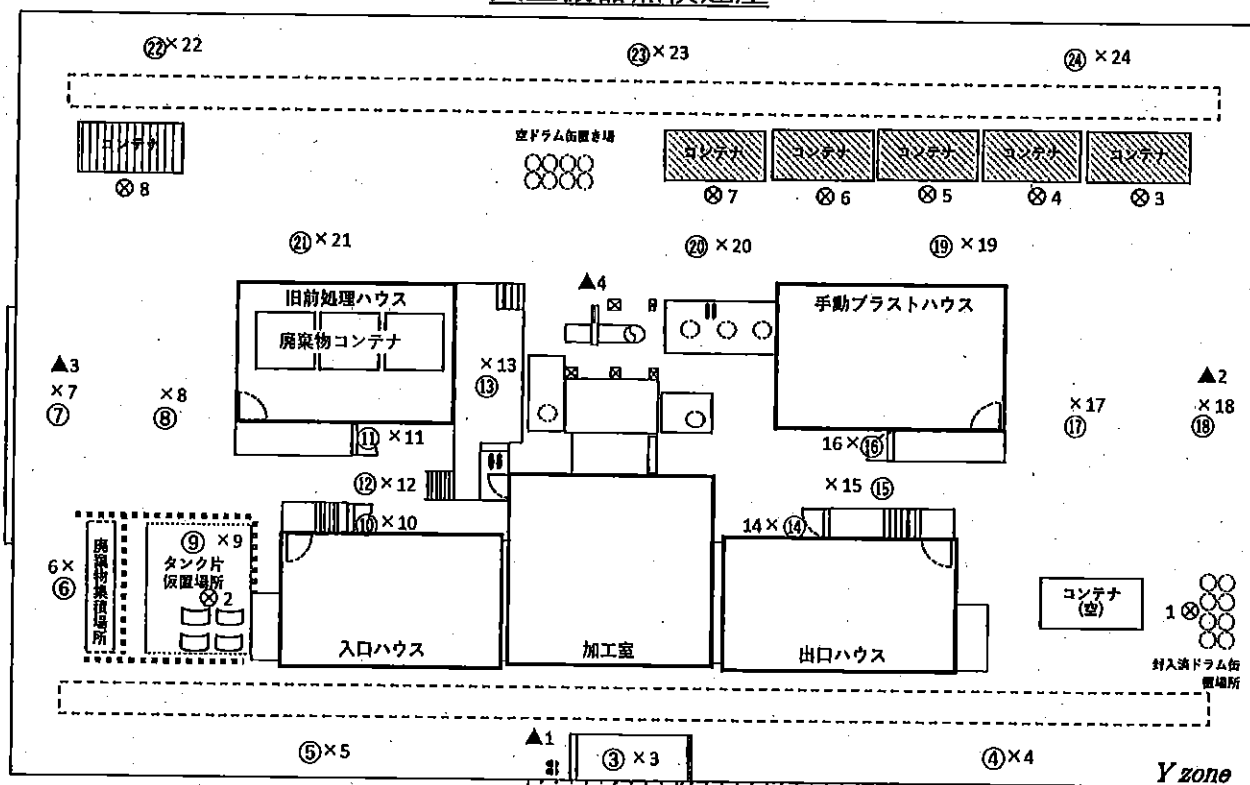 ㉒×22
㉓×23
㉔×24
コンテナ
空ドラム缶置き場
コンテナ
コンテナ
コンテナ
コンテナ
コンテナ
⊗8
⊗7
⊗6
⊗5
⊗4
⊗3
㉑×21
⑳×20
⑲×19
旧前処理ハウス
廃棄物コンテナ
▲4
手動ブラストハウス
▲3
×7
⑦
×8
⑧
×13
⑬
▲2
×18
⑱
×17
⑰
⑪×11
16×⑯
⑫×12
×15 ⑮
⑩×10
14×⑭
⑨×9
タンク片
仮置場所
⊗2
6×
⑥
廃棄物集積場所
コンテナ
(空)
1⊗
入口ハウス
加工室
出口ハウス
封入済ドラム缶
置場所
⑤×5
▲1
③×3
④×4
Y zone